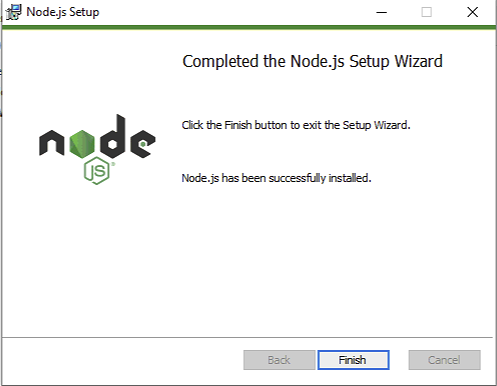 Node.js Setup
Completed the Node.js Setup Wizard
Click the Finish button to exit the Setup Wizard.
node
JS
Node.js has been successfully installed.
Back
Finish
Cancel